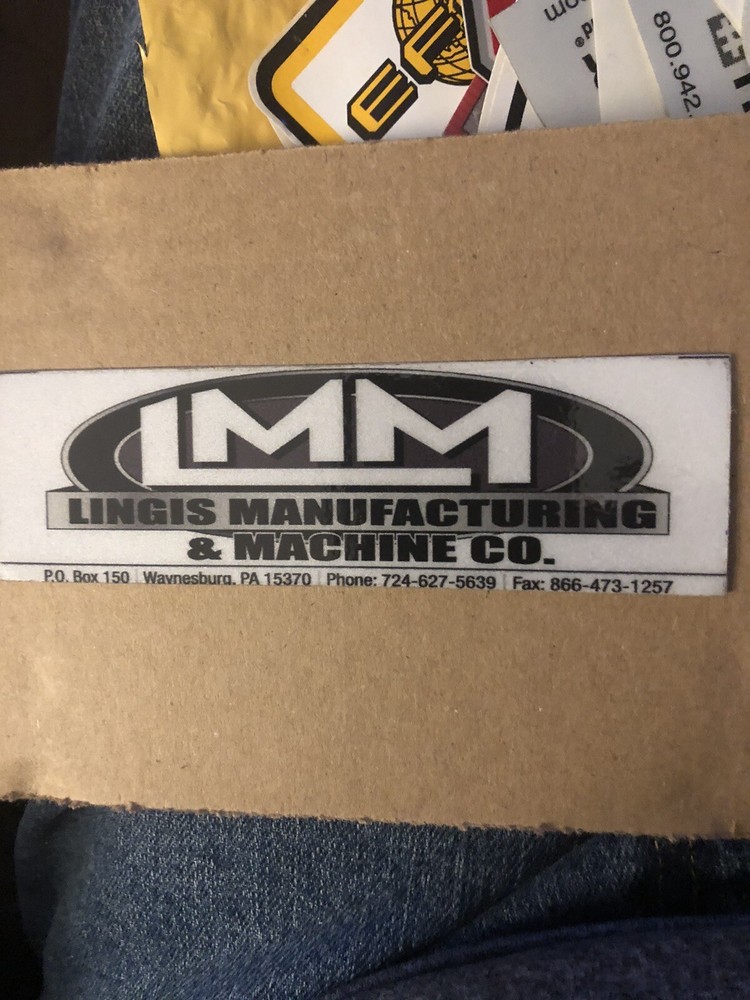 800.942.
LMM
LINGIS MANUFACTURING
& MACHINE CO.
P.O. Box 150 | Waynesburg, PA 15370 | Phone: 724-627-5639 | Fax: 866-473-1257